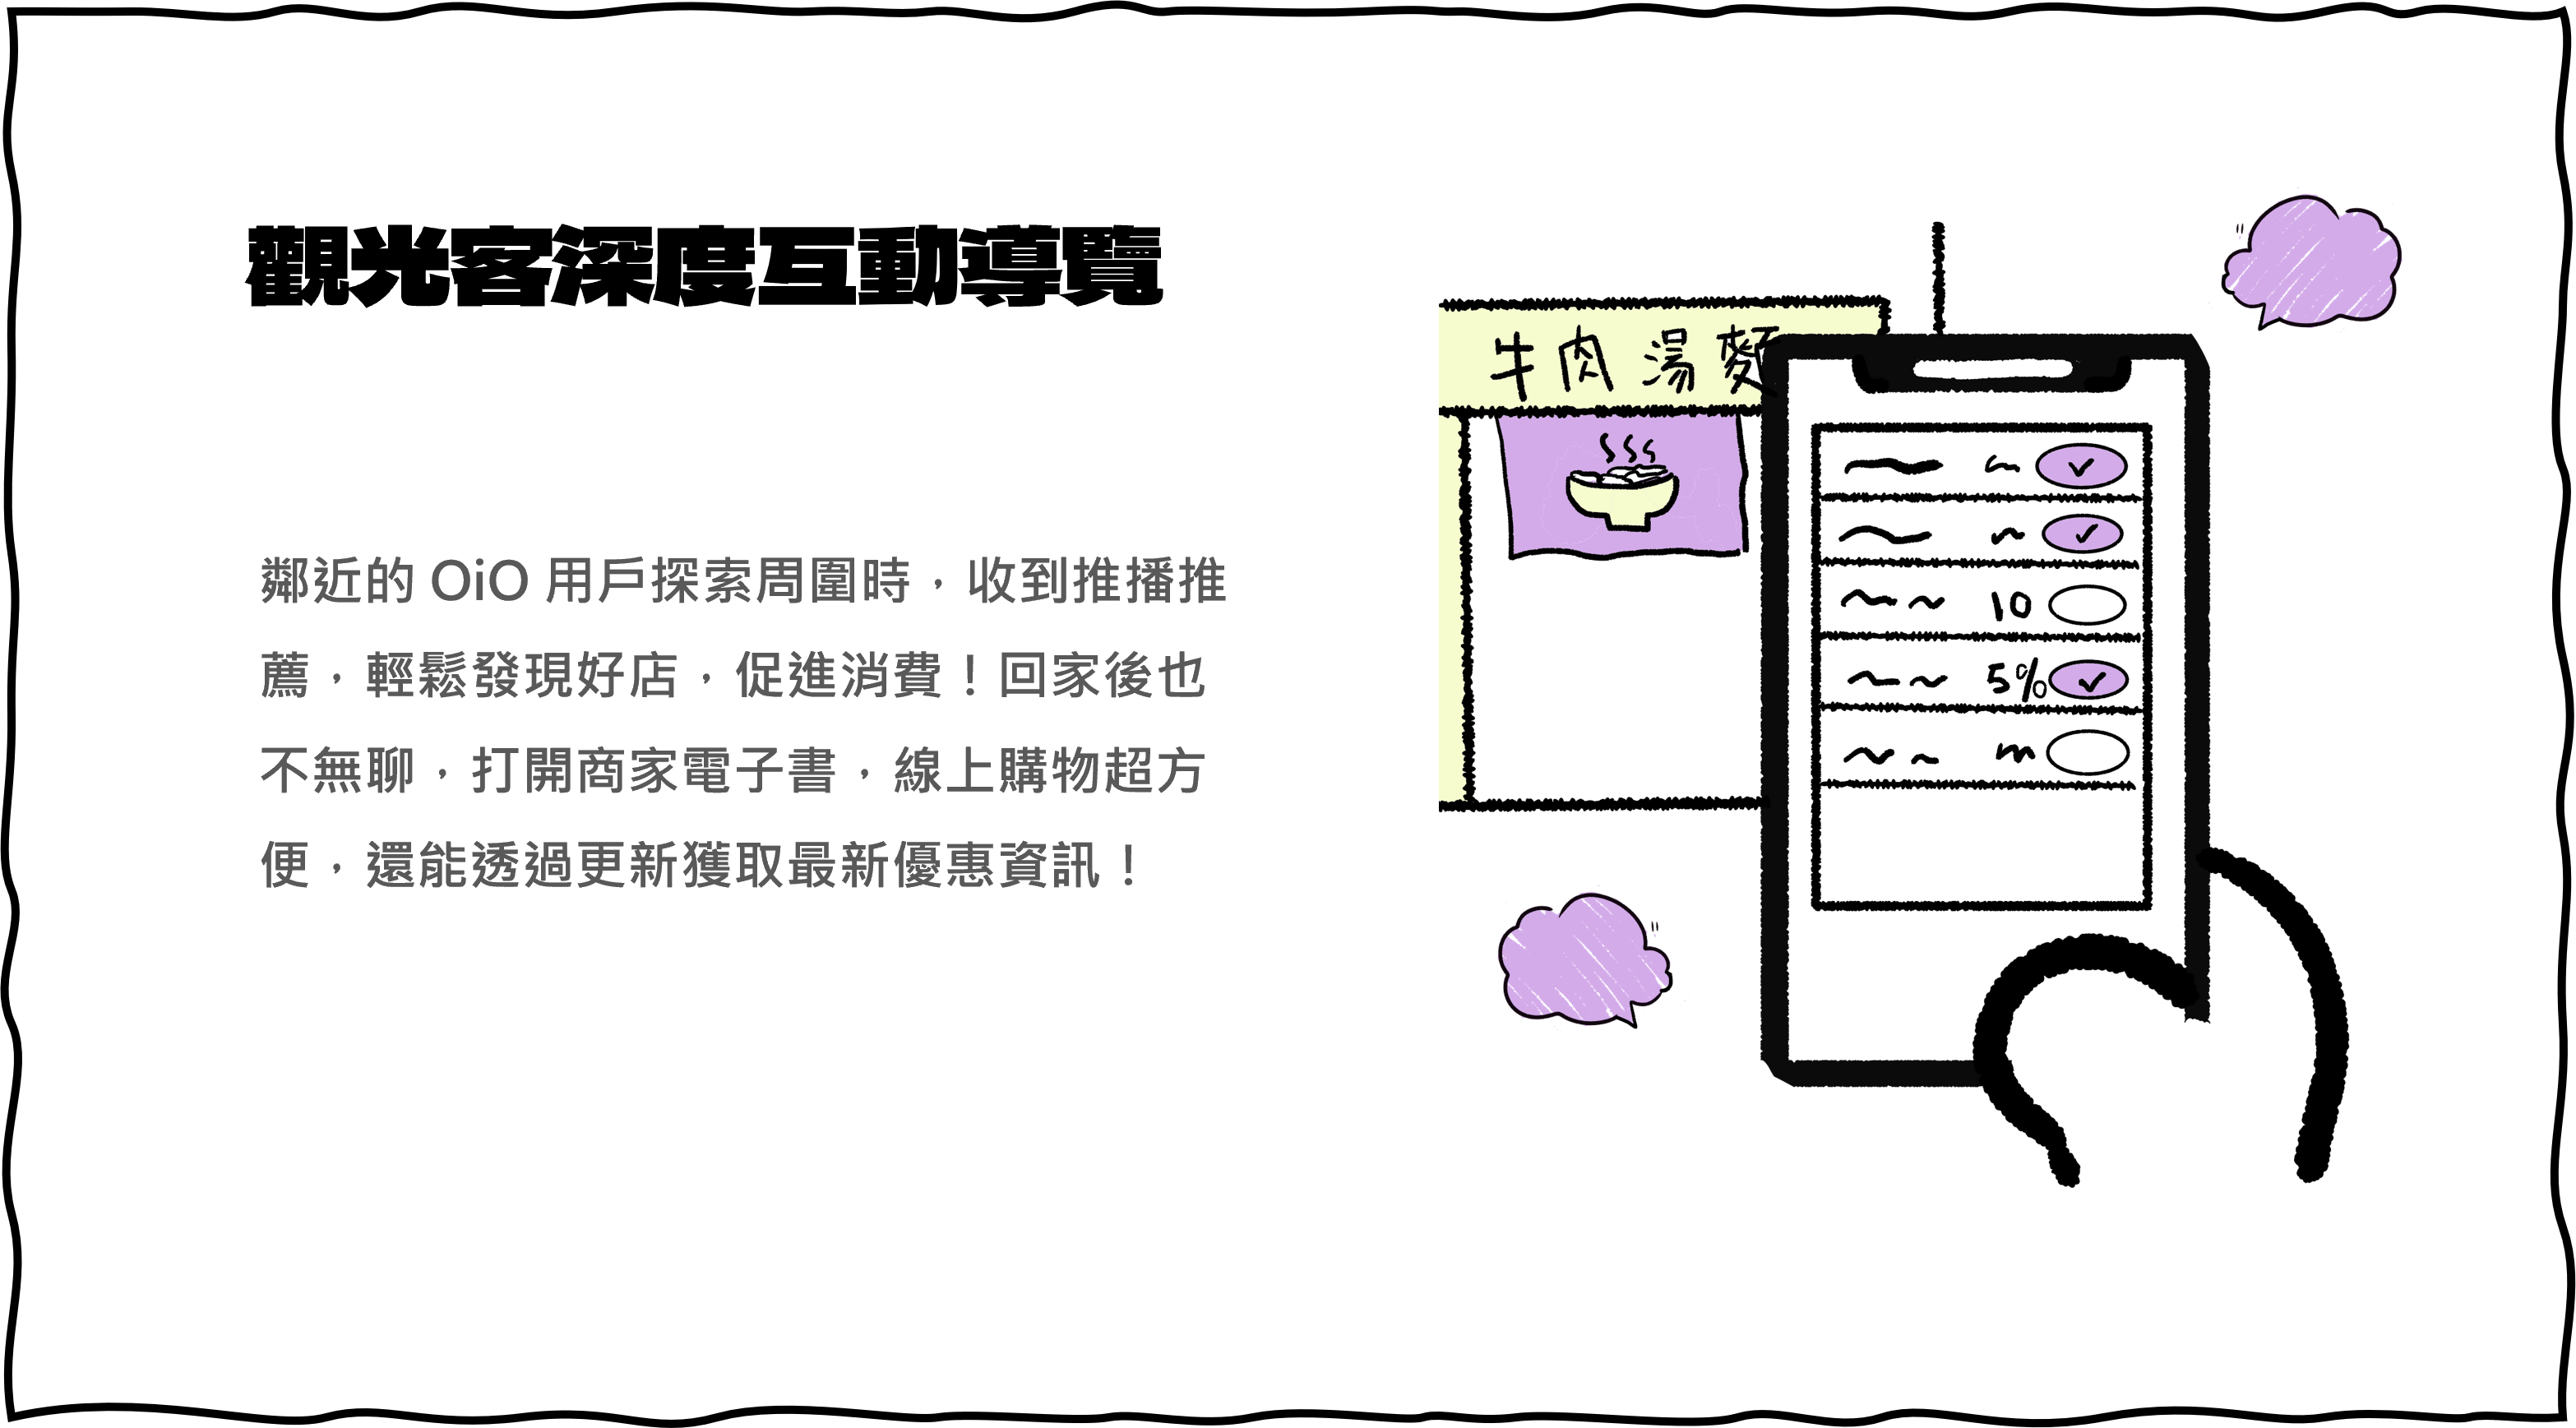 觀光客深度互動導覽
鄰近的 OiO 用戶探索周圍時，收到推播推
薦，輕鬆發現好店，促進消費！回家後也
不無聊，打開商家電子書，線上購物超方
便，還能透過更新獲取最新優惠資訊！
牛肉湯麵
10
5%